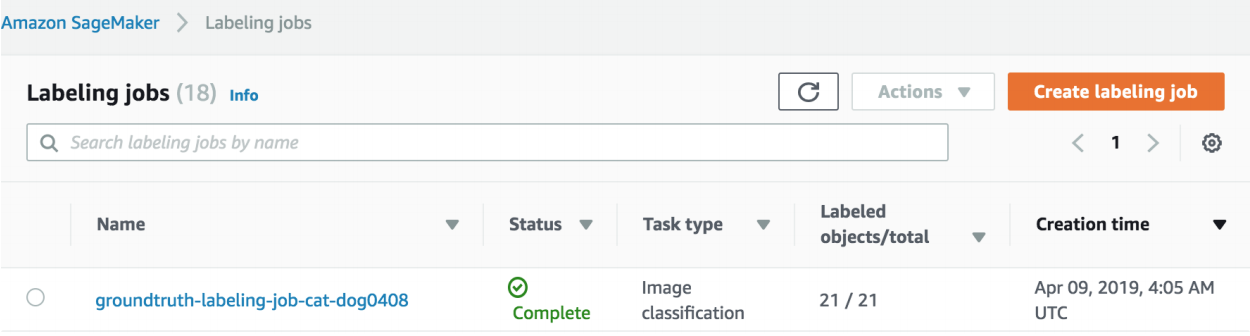 Amazon SageMaker > Labeling jobs
Labeling jobs (18) Info
Actions
Create labeling job
Search labeling jobs by name
1
Name
Status
Task type
Labeled
objects/total
Creation time
groundtruth-labeling-job-cat-dog0408
Complete
Image
classification
21 / 21
Apr 09, 2019, 4:05 AM
UTC